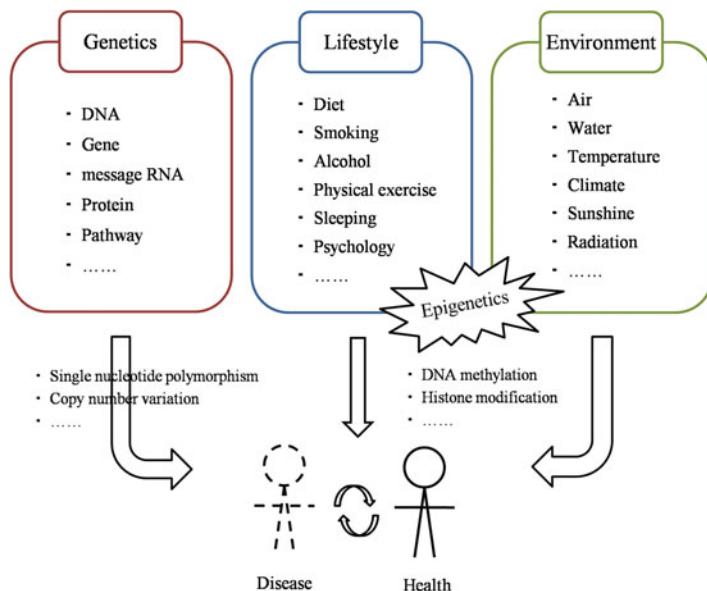 Genetics
· DNA
· Gene
· message RNA
· Protein
· Pathway
· ……
Lifestyle
· Diet
· Smoking
· Alcohol
· Physical exercise
· Sleeping
· Psychology
· ……
Environment
· Air
· Water
· Temperature
· Climate
· Sunshine
· Radiation
· ……
Epigenetics
· Single nucleotide polymorphism
· Copy number variation
· ……
· DNA methylation
· Histone modification
· ……
Disease
Health